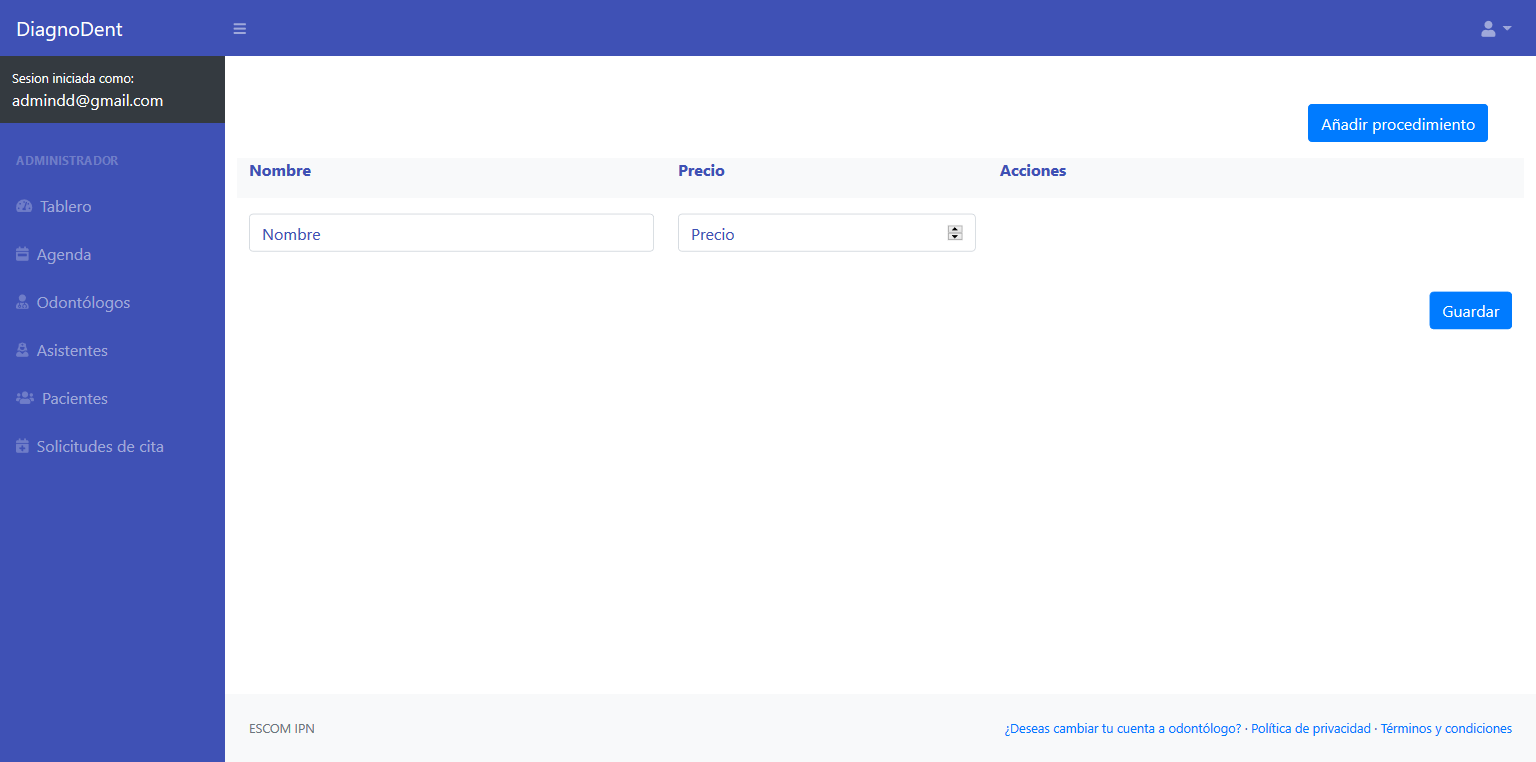 DiagnoDent
Sesion iniciada como:
admindd@gmail.com
ADMINISTRADOR
Tablero
Agenda
Odontólogos
Asistentes
Pacientes
Solicitudes de cita
Añadir procedimiento
Nombre Precio Acciones
Nombre Precio
Guardar
ESCOM IPN ¿Deseas cambiar tu cuenta a odontólogo? · Política de privacidad · Términos y condiciones